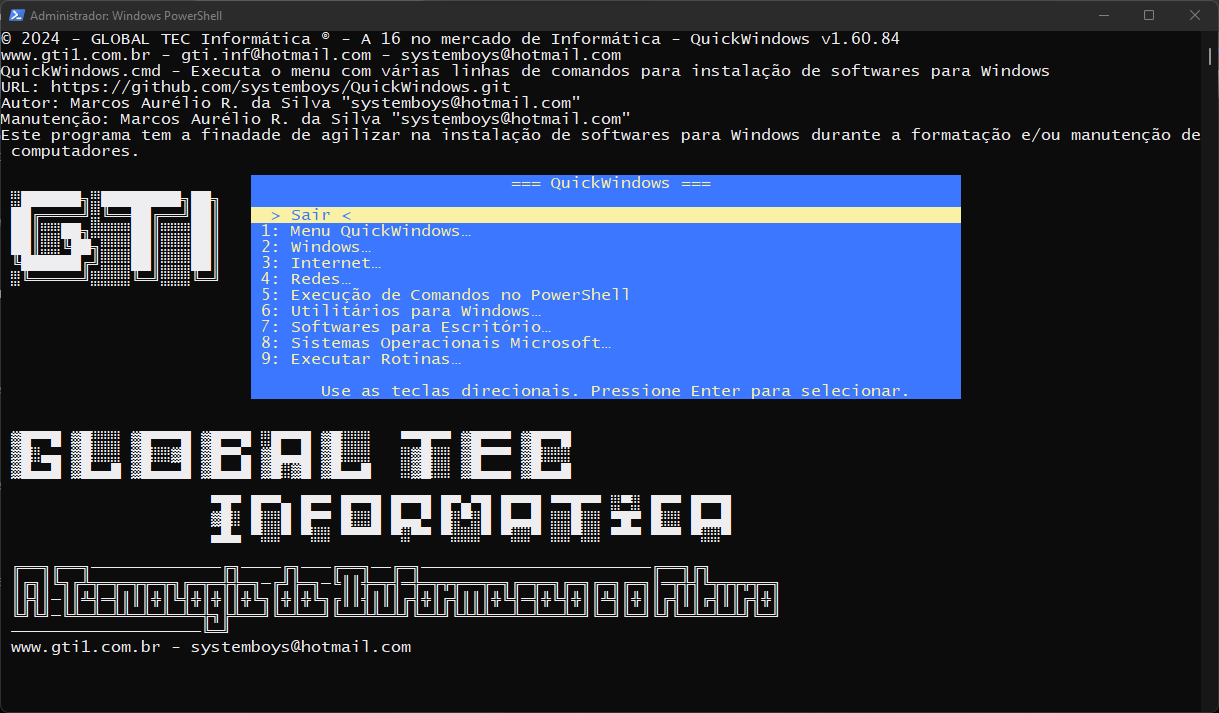 Administrador: Windows PowerShell
© 2024 - GLOBAL TEC Informática ® - A 16 no mercado de Informática - QuickWindows v1.60.84
www.gti1.com.br - gti.inf@hotmail.com - systemboys@hotmail.com
QuickWindows.cmd - Executa o menu com várias linhas de comandos para instalação de softwares para Windows
URL: https://github.com/systemboys/QuickWindows.git
Autor: Marcos Aurélio R. da Silva "systemboys@hotmail.com"
Manutenção: Marcos Aurélio R. da Silva "systemboys@hotmail.com"
Este programa tem a finadade de agilizar na instalação de softwares para Windows durante a formatação e/ou manutenção de
computadores.
GTI
=== QuickWindows ===
> Sair <
1: Menu QuickWindows…
2: Windows…
3: Internet…
4: Redes…
5: Execução de Comandos no PowerShell
6: Utilitários para Windows…
7: Softwares para Escritório…
8: Sistemas Operacionais Microsoft…
9: Executar Rotinas…
Use as teclas direcionais. Pressione Enter para selecionar.
GLOBAL TEC
INFORMÁTICA
www.gti1.com.br - systemboys@hotmail.com